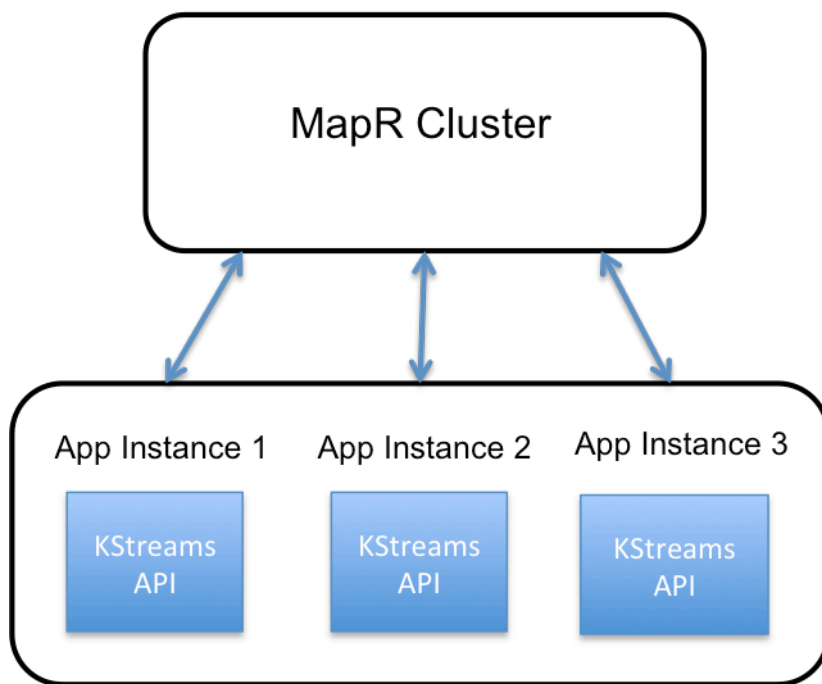 MapR Cluster
App Instance 1
App Instance 2
App Instance 3
KStreams
API
KStreams
API
KStreams
API